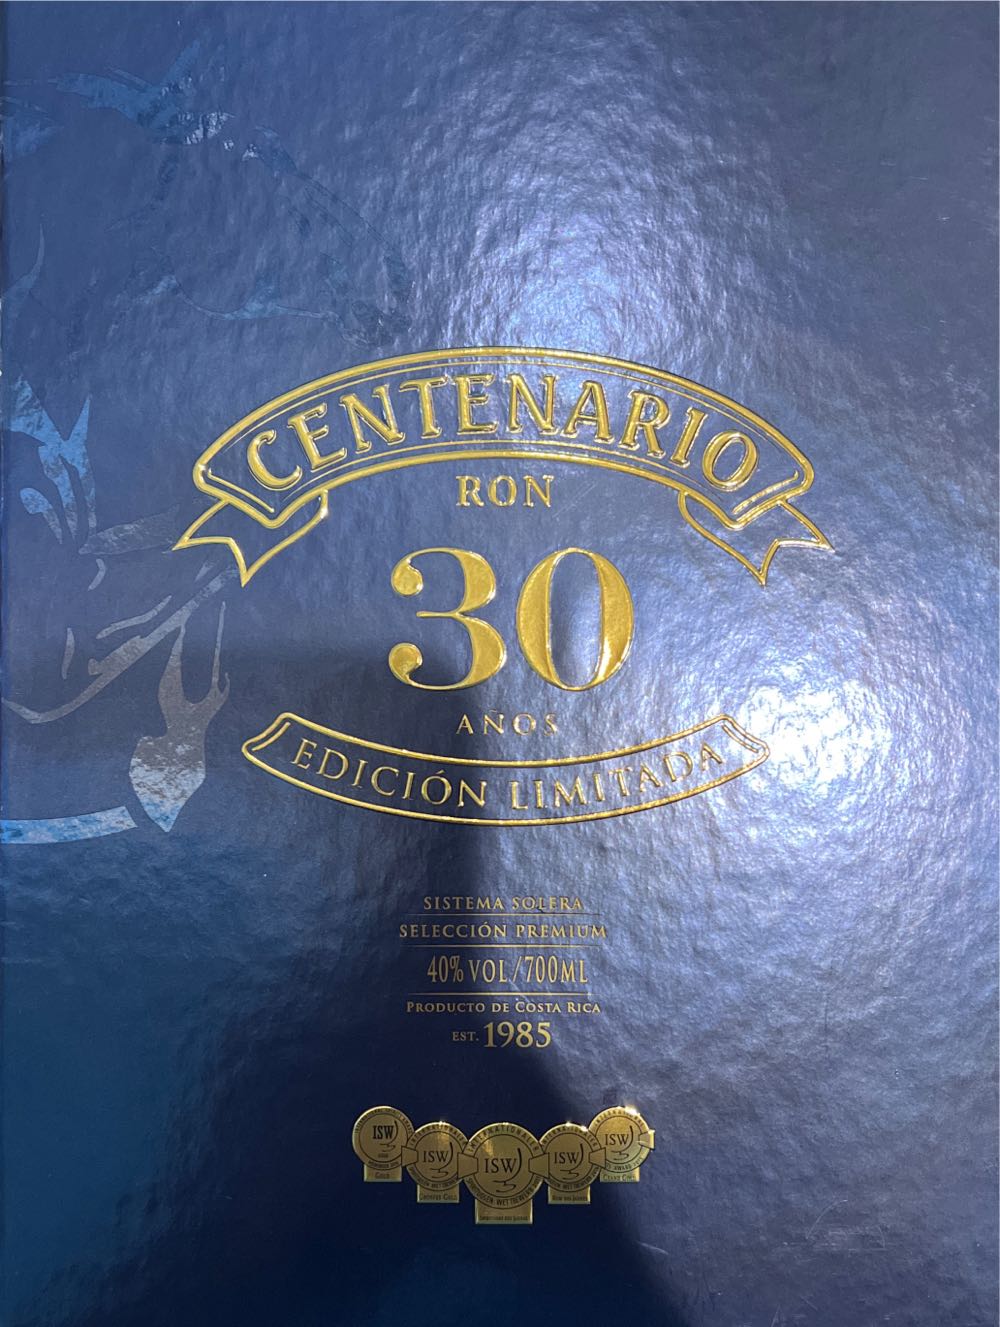 CENTENARIO
RON
30
AÑOS
EDICIÓN LIMITADA
SISTEMA SOLERA
SELECCIÓN PREMIUM
40% VOL/700ML
PRODUCTO DE COSTA RICA
EST. 1985
ISW
ISW
ISW
ISW
ISW
GOLD